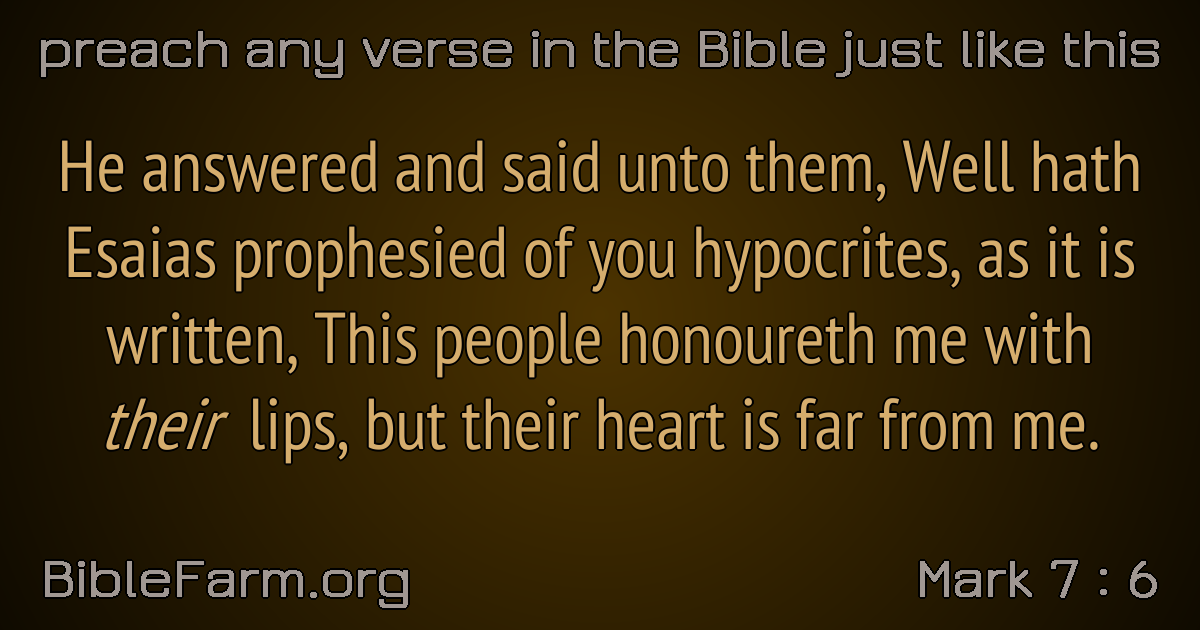 preach any verse in the Bible just like this
He answered and said unto them, Well hath
Esaias prophesied of you hypocrites, as it is
written, This people honoureth me with
their lips, but their heart is far from me.
BibleFarm.org
Mark 7 : 6